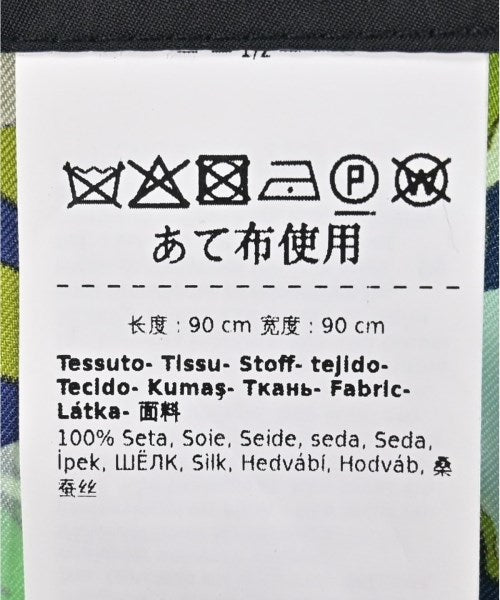 1/2
P W
あて布使用
长度 : 90 cm 宽度 : 90 cm
Tessuto- Tissu- Stoff- tejido-
Tecido- Kumaş- Ткань- Fabric-
Látka- 面料
100% Seta, Soie, Seide, seda, Seda,
İpek, ШЁЛК, Silk, Hedvábí, Hodváb, 桑
蚕丝